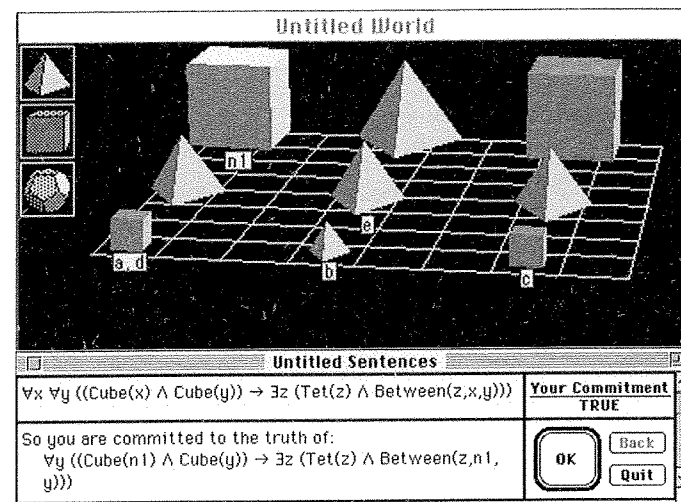 Untitled World
n1
e
a, d
b
c
Untitled Sentences
∀x ∀y ((Cube(x) ∧ Cube(y)) → ∃z (Tet(z) ∧ Between(z,x,y)))
Your Commitment
TRUE
So you are committed to the truth of:
∀y ((Cube(n1) ∧ Cube(y)) → ∃z (Tet(z) ∧ Between(z,n1,
y)))
OK
Back
Quit